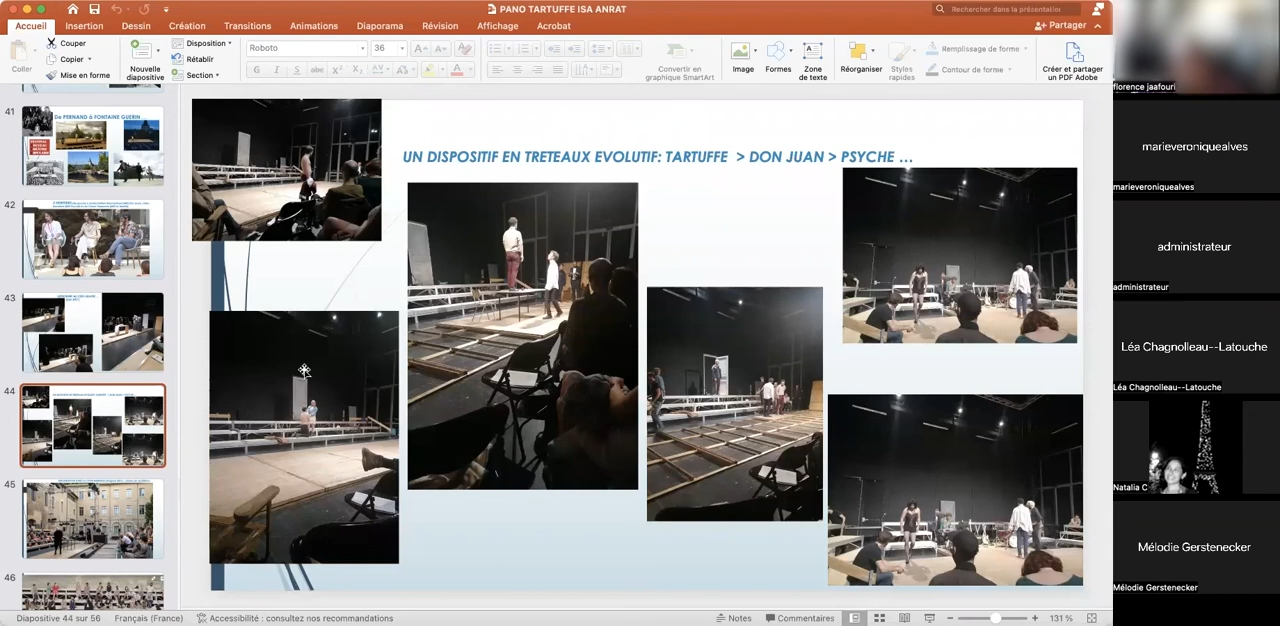 PANO TARTUFFE ISA ANRAT
Rechercher dans la présentation
Accueil
Insertion
Dessin
Création
Transitions
Animations
Diaporama
Révision
Affichage
Acrobat
Partager
Coller
Couper
Copier
Mise en forme
Nouvelle
diapositive
Disposition
Rétablir
Section
Roboto
36
Convertir en
graphique SmartArt
Image
Formes
Zone
de texte
Réorganiser
Styles
rapides
Remplissage de forme
Contour de forme
Créer et partager
un PDF Adobe
41
De PERNAND à FONTAINE GUERIN
42
43
44
45
46
UN DISPOSITIF EN TRETEAUX EVOLUTIF: TARTUFFE > DON JUAN > PSYCHE ...
florence jaafouri
marieveroniquealves
marieveroniquealves
administrateur
administrateur
Léa Chagnolleau--Latouche
Léa Chagnolleau--Latouche
Natalia C
Mélodie Gerstenecker
Mélodie Gerstenecker
Diapositive 44 sur 56
Français (France)
Accessibilité : consultez nos recommandations
Notes
Commentaires
131 %